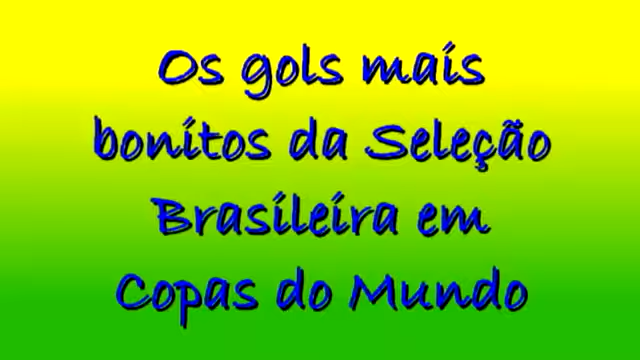 Os gols mais
bonitos da Seleção
Brasileira em
Copas do Mundo